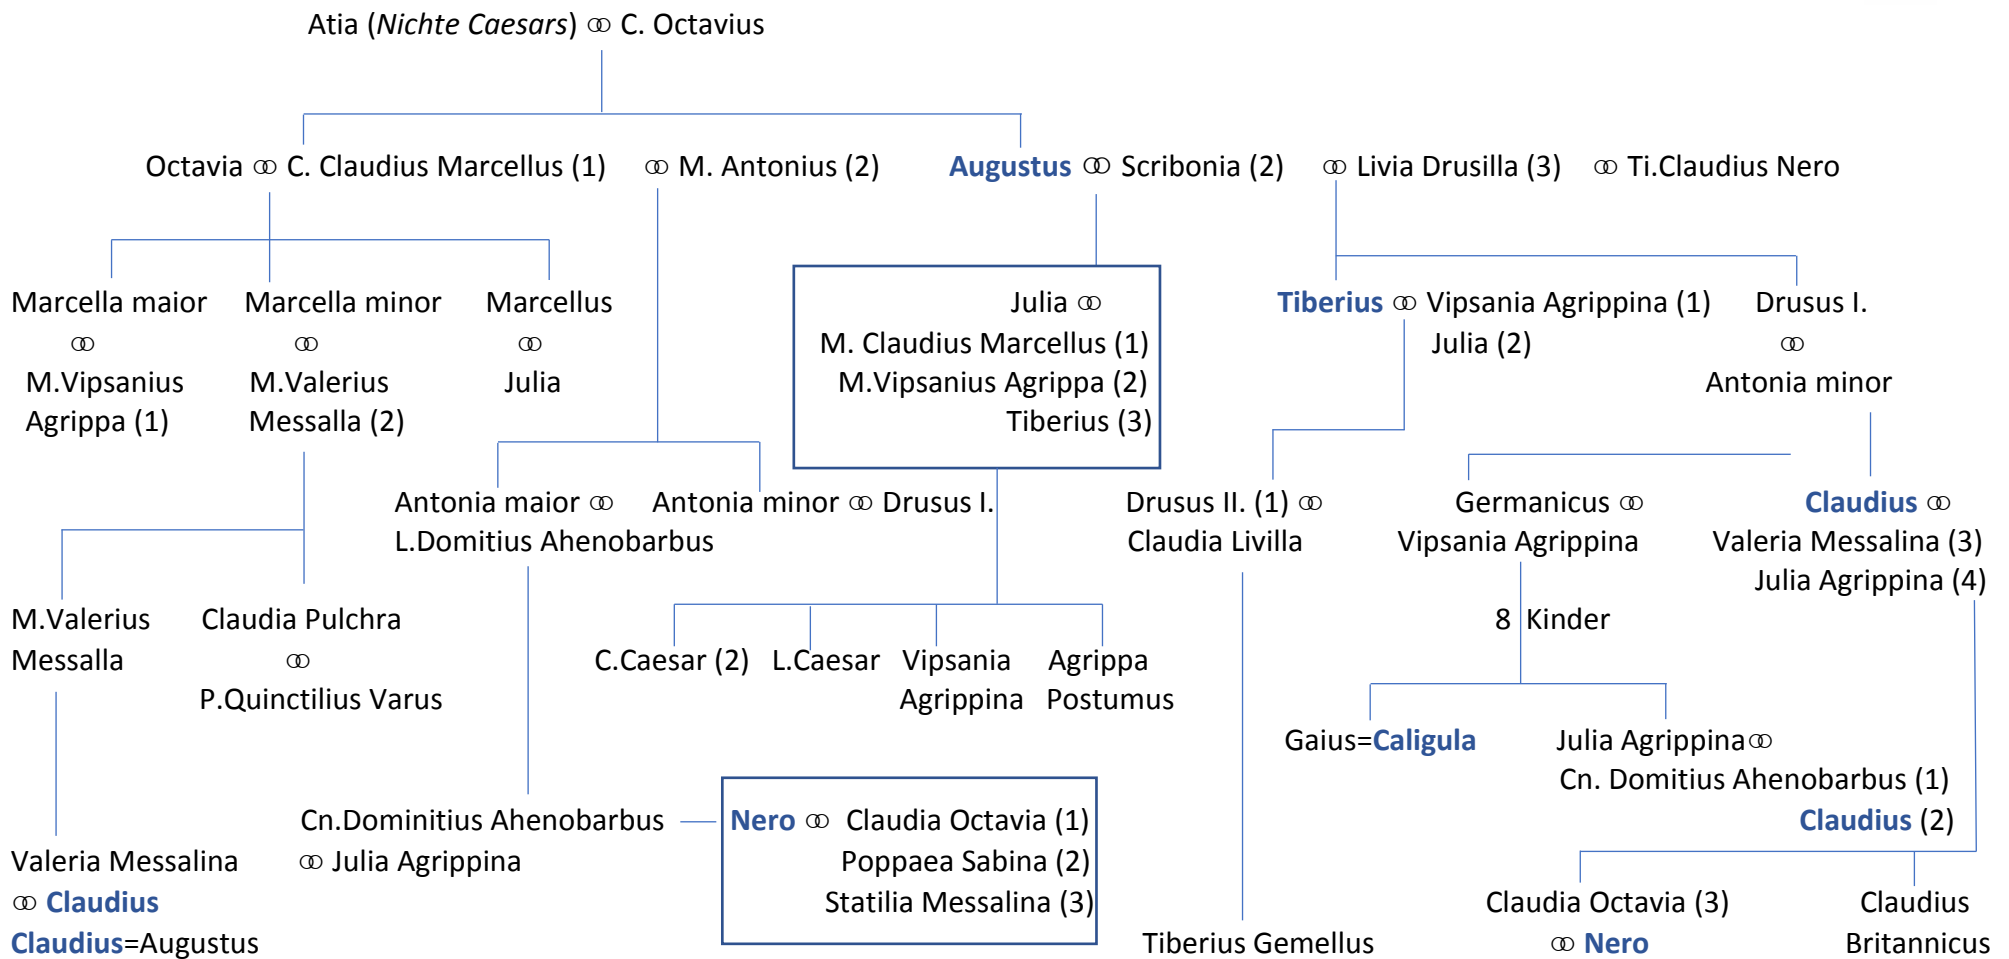 Atia (Nichte Caesars) ⚭ C. Octavius
Octavia ⚭ C. Claudius Marcellus (1) ⚭ M. Antonius (2) Augustus ⚭ Scribonia (2) ⚭ Livia Drusilla (3) ⚭ Ti.Claudius Nero
Marcella maior
⚭
M.Vipsanius
Agrippa (1)
Marcella minor
⚭
M.Valerius
Messalla (2)
Marcellus
⚭
Julia
Julia ⚭
M. Claudius Marcellus (1)
M.Vipsanius Agrippa (2)
Tiberius (3)
Tiberius ⚭ Vipsania Agrippina (1)
Julia (2)
Drusus I.
⚭
Antonia minor
Antonia maior ⚭
L.Domitius Ahenobarbus
Antonia minor ⚭ Drusus I.
Drusus II. (1) ⚭
Claudia Livilla
Germanicus ⚭
Vipsania Agrippina
Claudius ⚭
Valeria Messalina (3)
Julia Agrippina (4)
M.Valerius
Messalla
Claudia Pulchra
⚭
P.Quinctilius Varus
C.Caesar (2)
L.Caesar
Vipsania
Agrippina
Agrippa
Postumus
8 Kinder
Gaius=Caligula
Julia Agrippina⚭
Cn. Domitius Ahenobarbus (1)
Claudius (2)
Cn.Dominitius Ahenobarbus
⚭ Julia Agrippina
Nero ⚭ Claudia Octavia (1)
Poppaea Sabina (2)
Statilia Messalina (3)
Valeria Messalina
⚭ Claudius
Claudius=Augustus
Tiberius Gemellus
Claudia Octavia (3)
⚭ Nero
Claudius
Britannicus